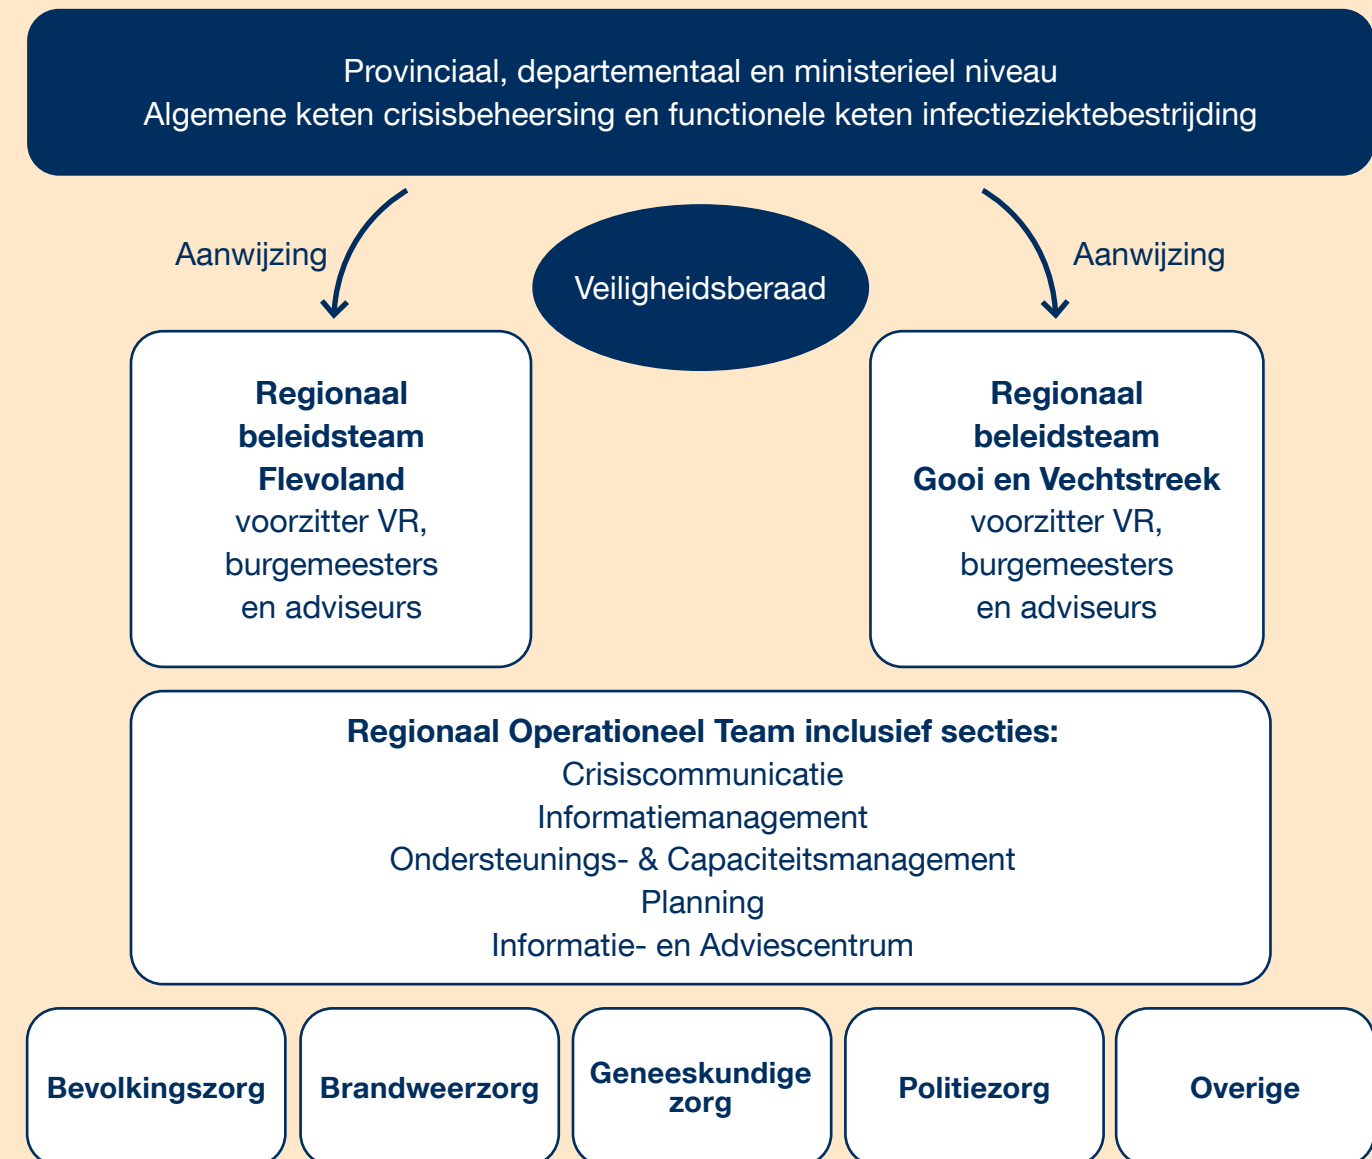 Provinciaal, departementaal en ministerieel niveau
Algemene keten crisisbeheersing en functionele keten infectieziektebestrijding
Aanwijzing
Veiligheidsberaad
Aanwijzing
Regionaal
beleidsteam
Flevoland
voorzitter VR,
burgemeesters
en adviseurs
Regionaal
beleidsteam
Gooi en Vechtstreek
voorzitter VR,
burgemeesters
en adviseurs
Regionaal Operationeel Team inclusief secties:
Crisiscommunicatie
Informatiemanagement
Ondersteunings- & Capaciteitsmanagement
Planning
Informatie- en Adviescentrum
Bevolkingszorg
Brandweerzorg
Geneeskundige
zorg
Politiezorg
Overige